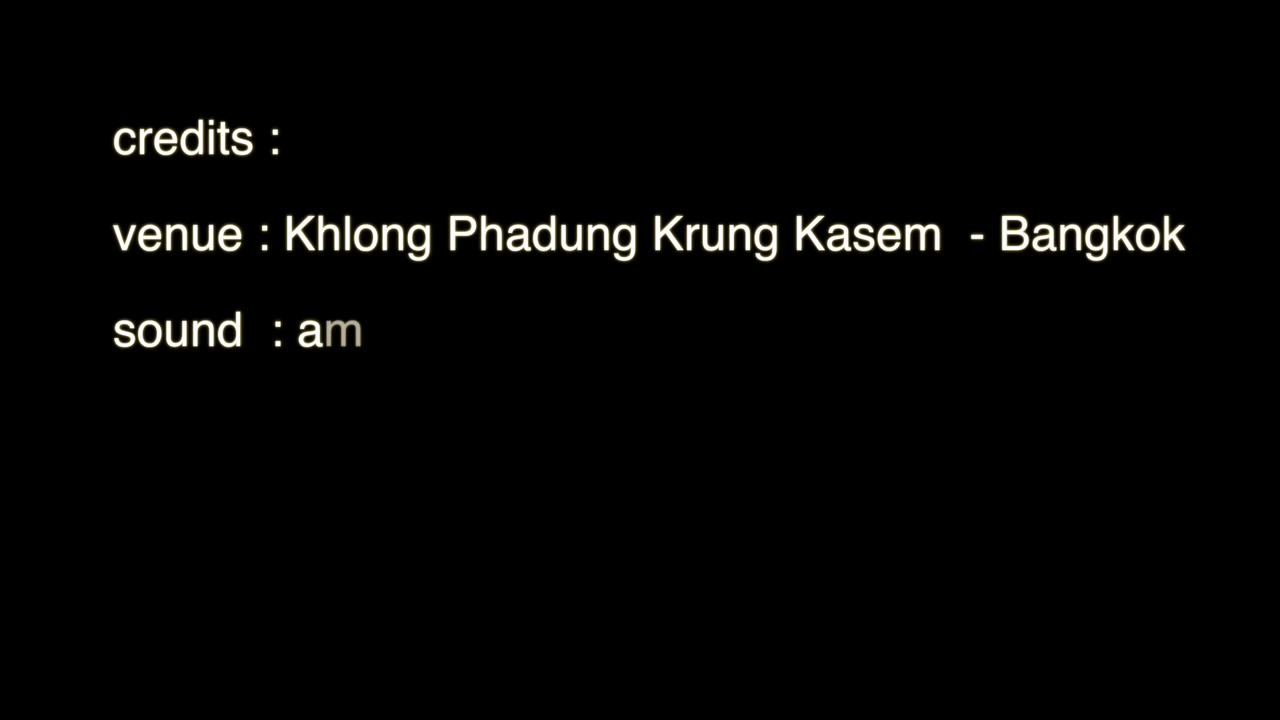 credits :
venue : Khlong Phadung Krung Kasem - Bangkok
sound : am